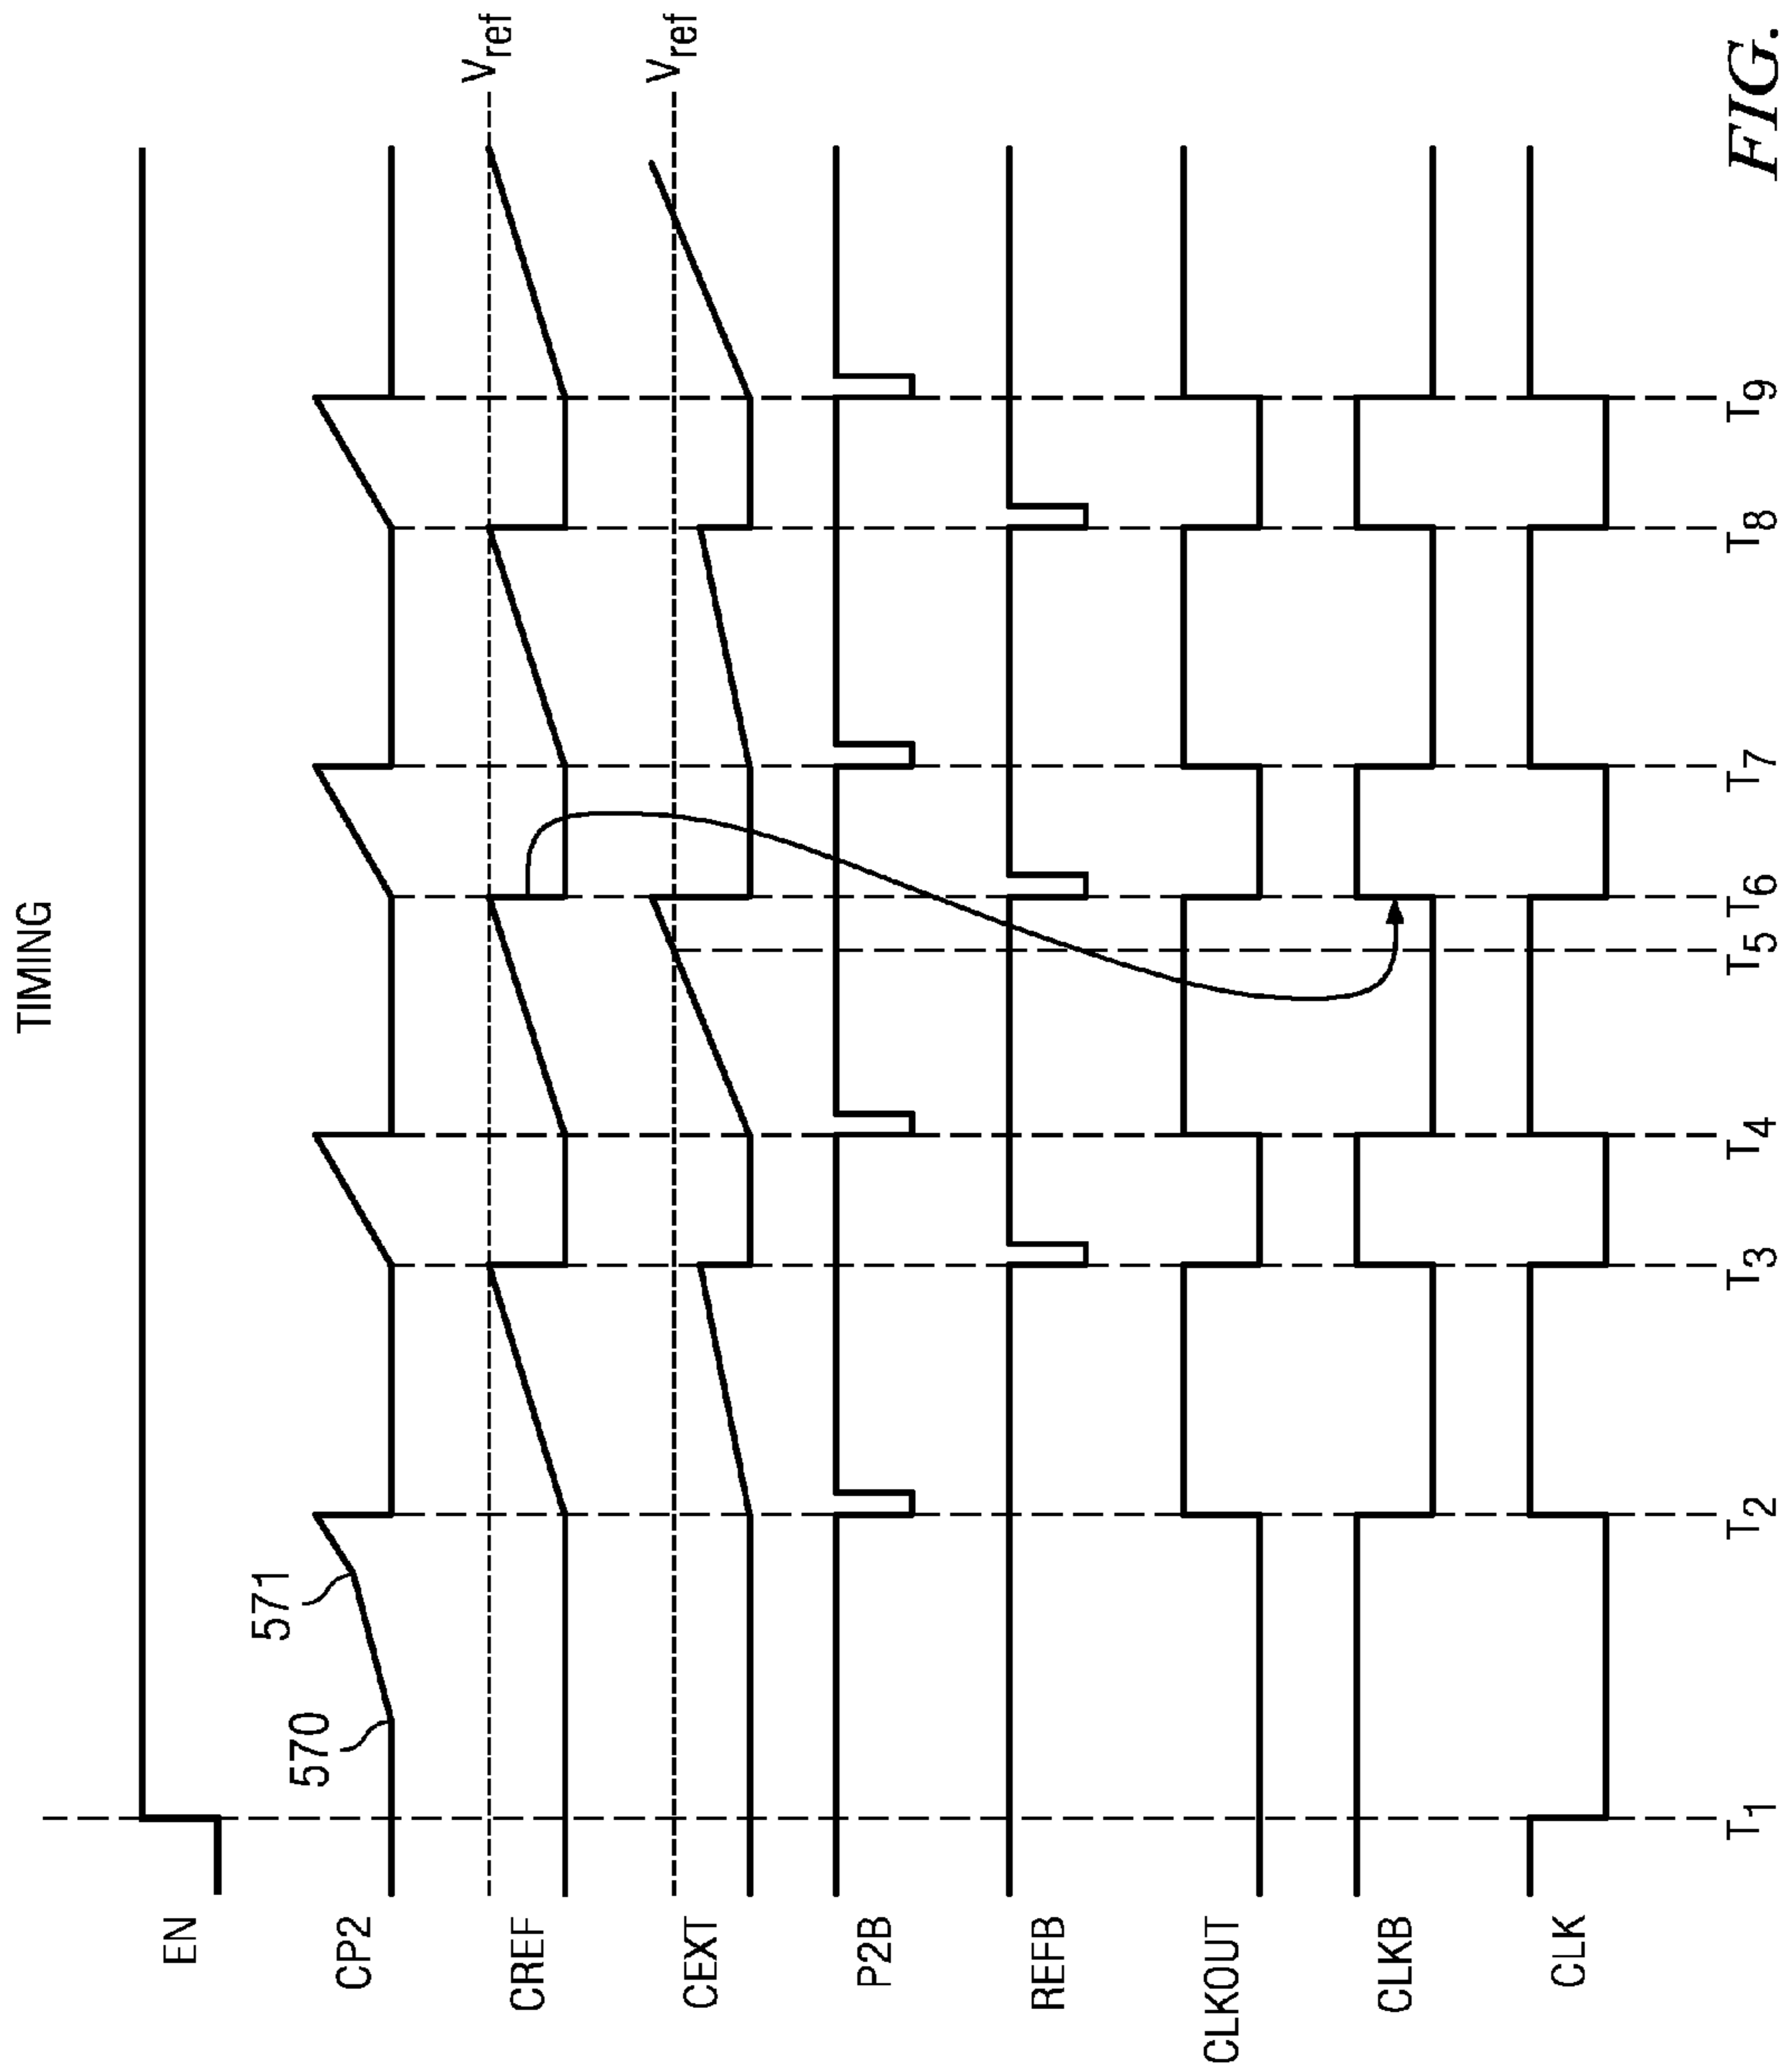 TIMING
EN
CP2
570
571
CREF
Vref
CEXT
Vref
P2B
REFB
CLKOUT
CLKB
CLK
T1 T2 T3 T4 T5 T6 T7 T8 T9
FIG.